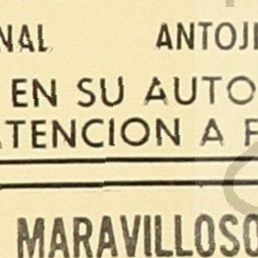 NAL ANTOJI
EN SU AUTO
ATENCION A P
MARAVILLOSO